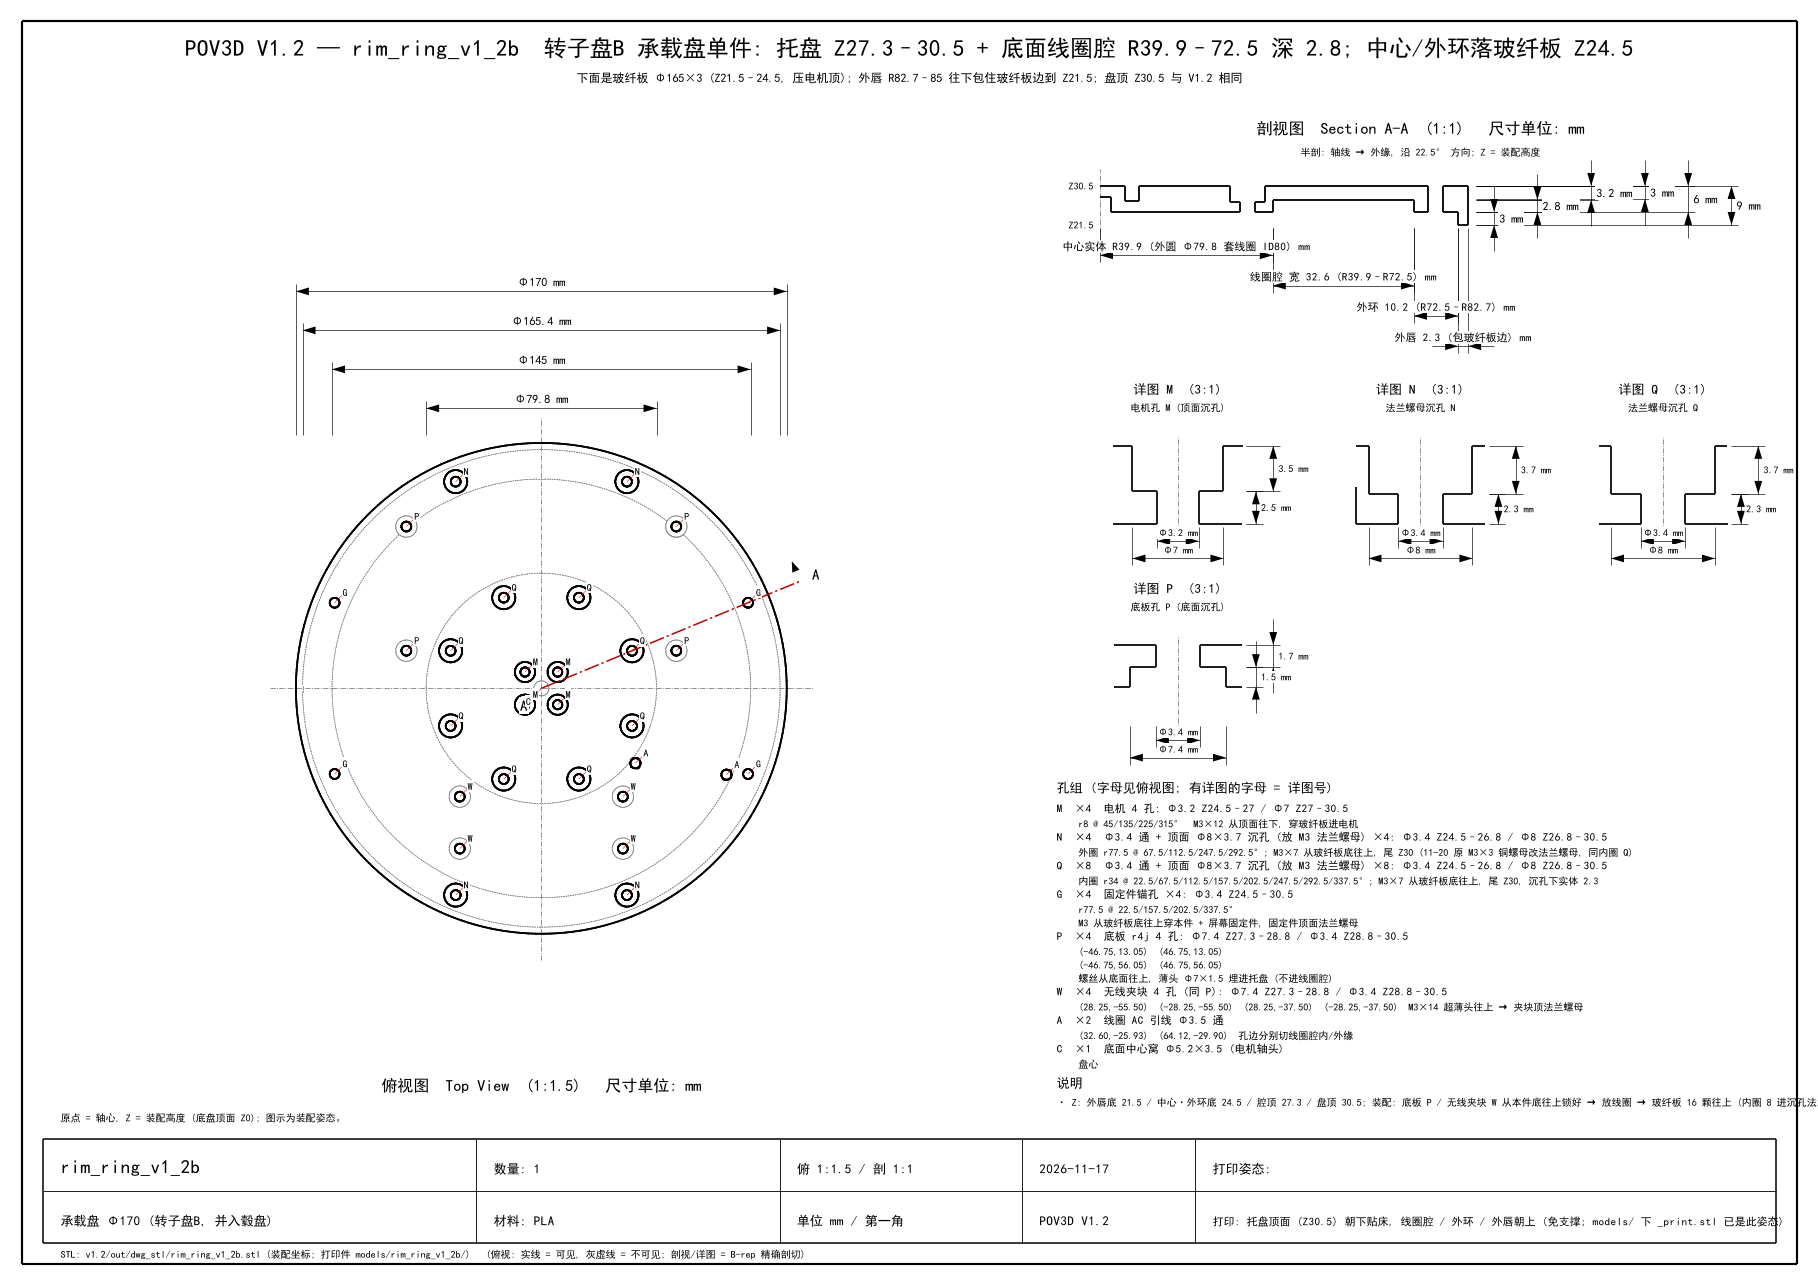 POV3D V1.2 — rim_ring_v1_2b 转子盘B 承载盘单件: 托盘 Z27.3–30.5 + 底面线圈腔 R39.9–72.5 深 2.8; 中心/外环落玻纤板 Z24.5
下面是玻纤板 Φ165×3 (Z21.5–24.5, 压电机顶); 外唇 R82.7–85 往下包住玻纤板边到 Z21.5; 盘顶 Z30.5 与 V1.2 相同
剖视图 Section A-A (1:1) 尺寸单位: mm
半剖: 轴线 → 外缘, 沿 22.5° 方向; Z = 装配高度
Z30.5
Z21.5
3 mm
2.8 mm
3.2 mm
3 mm
6 mm
9 mm
中心实体 R39.9 (外圆 Φ79.8 套线圈 ID80) mm
线圈腔 宽 32.6 (R39.9–R72.5) mm
外环 10.2 (R72.5–R82.7) mm
外唇 2.3 (包玻纤板边) mm
Φ170 mm
Φ165.4 mm
Φ145 mm
Φ79.8 mm
N
N
P
P
G
G
Q
Q
P
Q
Q
P
M
M
M
M
C
A
A
Q
Q
A
A
G
G
Q
Q
W
W
W
W
N
N
详图 M (3:1)
电机孔 M (顶面沉孔)
3.5 mm
2.5 mm
Φ3.2 mm
Φ7 mm
详图 N (3:1)
法兰螺母沉孔 N
3.7 mm
2.3 mm
Φ3.4 mm
Φ8 mm
详图 Q (3:1)
法兰螺母沉孔 Q
3.7 mm
2.3 mm
Φ3.4 mm
Φ8 mm
详图 P (3:1)
底板孔 P (底面沉孔)
1.7 mm
1.5 mm
Φ3.4 mm
Φ7.4 mm
孔组 (字母见俯视图; 有详图的字母 = 详图号)
M ×4 电机 4 孔: Φ3.2 Z24.5–27 / Φ7 Z27–30.5
r8 @ 45/135/225/315° M3×12 从顶面往下, 穿玻纤板进电机
N ×4 Φ3.4 通 + 顶面 Φ8×3.7 沉孔 (放 M3 法兰螺母) ×4: Φ3.4 Z24.5–26.8 / Φ8 Z26.8–30.5
外圈 r77.5 @ 67.5/112.5/247.5/292.5° ; M3×7 从玻纤板底往上, 尾 Z30 (11-20 原 M3×3 铜螺母改法兰螺母, 同内圈 Q)
Q ×8 Φ3.4 通 + 顶面 Φ8×3.7 沉孔 (放 M3 法兰螺母) ×8: Φ3.4 Z24.5–26.8 / Φ8 Z26.8–30.5
内圈 r34 @ 22.5/67.5/112.5/157.5/202.5/247.5/292.5/337.5° ; M3×7 从玻纤板底往上, 尾 Z30, 沉孔下实体 2.3
G ×4 固定件锚孔 ×4: Φ3.4 Z24.5–30.5
r77.5 @ 22.5/157.5/202.5/337.5°
M3 从玻纤板底往上穿本件 + 屏幕固定件, 固定件顶面法兰螺母
P ×4 底板 r4j 4 孔: Φ7.4 Z27.3–28.8 / Φ3.4 Z28.8–30.5
(-46.75,13.05) (46.75,13.05)
(-46.75,56.05) (46.75,56.05)
螺丝从底面往上, 薄头 Φ7×1.5 埋进托盘 (不进线圈腔)
W ×4 无线夹块 4 孔 (同 P): Φ7.4 Z27.3–28.8 / Φ3.4 Z28.8–30.5
(28.25,-55.50) (-28.25,-55.50) (28.25,-37.50) (-28.25,-37.50) M3×14 超薄头往上 → 夹块顶法兰螺母
A ×2 线圈 AC 引线 Φ3.5 通
(32.60,-25.93) (64.12,-29.90) 孔边分别切线圈腔内/外缘
C ×1 底面中心窝 Φ5.2×3.5 (电机轴头)
盘心
说明
· Z: 外唇底 21.5 / 中心·外环底 24.5 / 腔顶 27.3 / 盘顶 30.5; 装配: 底板 P / 无线夹块 W 从本件底往上锁好 → 放线圈 → 玻纤板 16 颗往上 (内圈 8 进沉孔法
俯视图 Top View (1:1.5) 尺寸单位: mm
原点 = 轴心, Z = 装配高度 (底盘顶面 Z0); 图示为装配姿态。
rim_ring_v1_2b
数量: 1
俯 1:1.5 / 剖 1:1
2026-11-17
打印姿态:
承载盘 Φ170 (转子盘B, 并入毂盘)
材料: PLA
单位 mm / 第一角
POV3D V1.2
打印: 托盘顶面 (Z30.5) 朝下贴床, 线圈腔 / 外环 / 外唇朝上 (免支撑; models/ 下 _print.stl 已是此姿态)
STL: v1.2/out/dwg_stl/rim_ring_v1_2b.stl (装配坐标; 打印件 models/rim_ring_v1_2b/) (俯视: 实线 = 可见, 灰虚线 = 不可见; 剖视/详图 = B-rep 精确剖切)